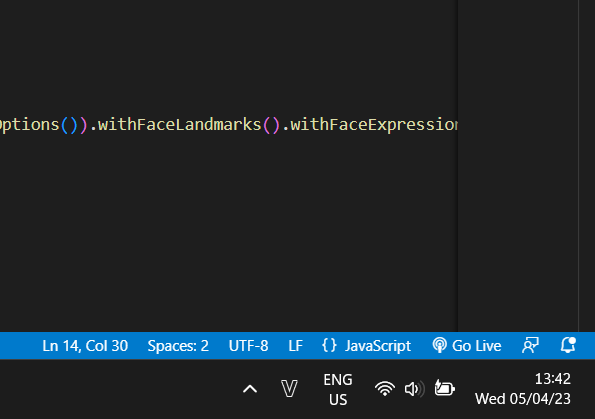 Options()).withFaceLandmarks().withFaceExpression
Ln 14, Col 30 Spaces: 2 UTF-8 LF {} JavaScript Go Live
ENG
US
13:42
Wed 05/04/23